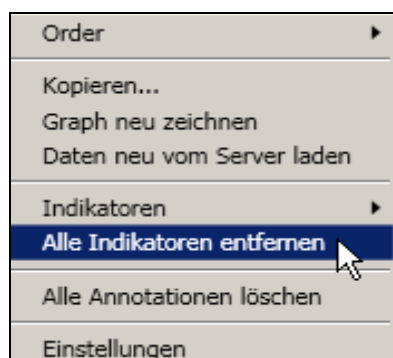 Order
Kopieren...
Graph neu zeichnen
Daten neu vom Server laden
Indikatoren
Alle Indikatoren entfernen
Alle Annotationen löschen
Einstellungen